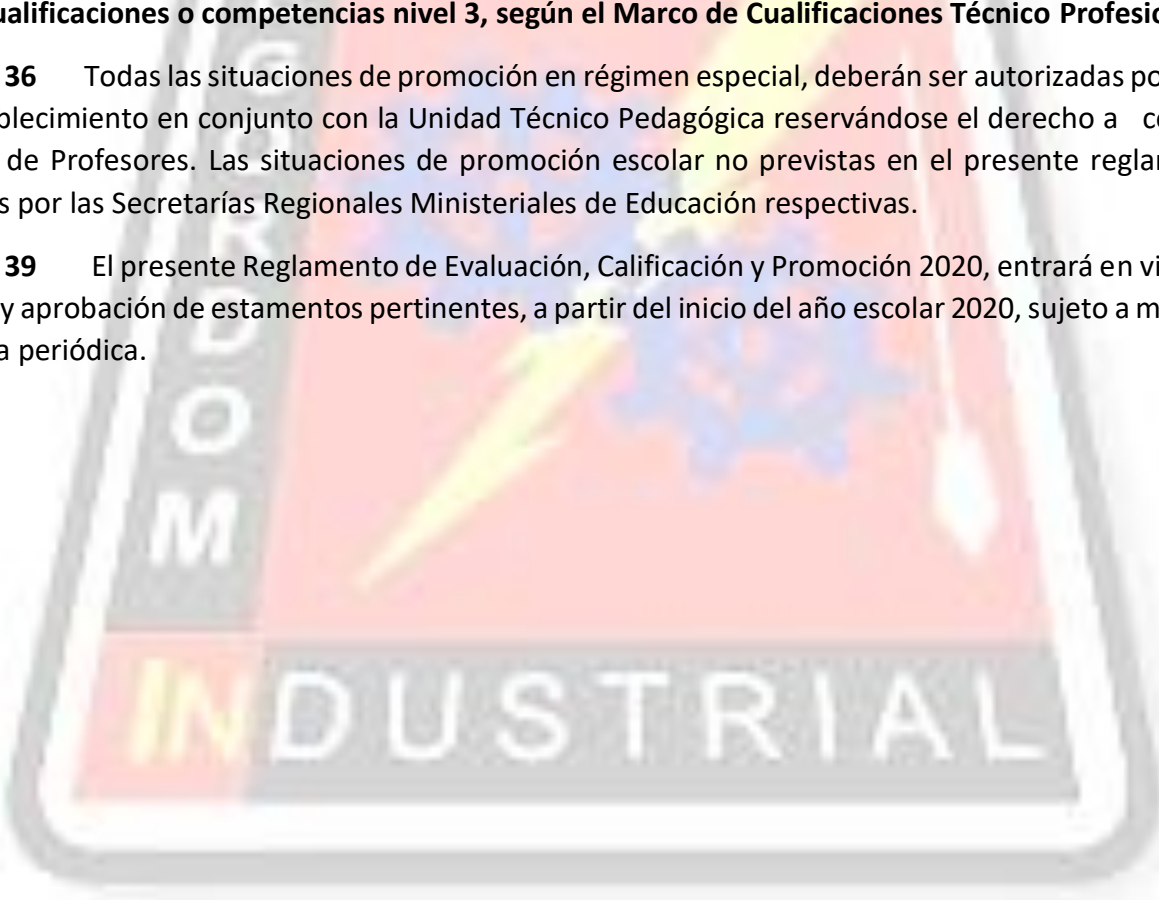 ualificaciones o competencias nivel 3, según el Marco de Cualificaciones Técnico Profesio
36 Todas las situaciones de promoción en régimen especial, deberán ser autorizadas po
blecimiento en conjunto con la Unidad Técnico Pedagógica reservándose el derecho a c
de Profesores. Las situaciones de promoción escolar no previstas en el presente regla
s por las Secretarías Regionales Ministeriales de Educación respectivas.
39 El presente Reglamento de Evaluación, Calificación y Promoción 2020, entrará en vi
y aprobación de estamentos pertinentes, a partir del inicio del año escolar 2020, sujeto a m
a periódica.
DOM
INDUSTRIAL